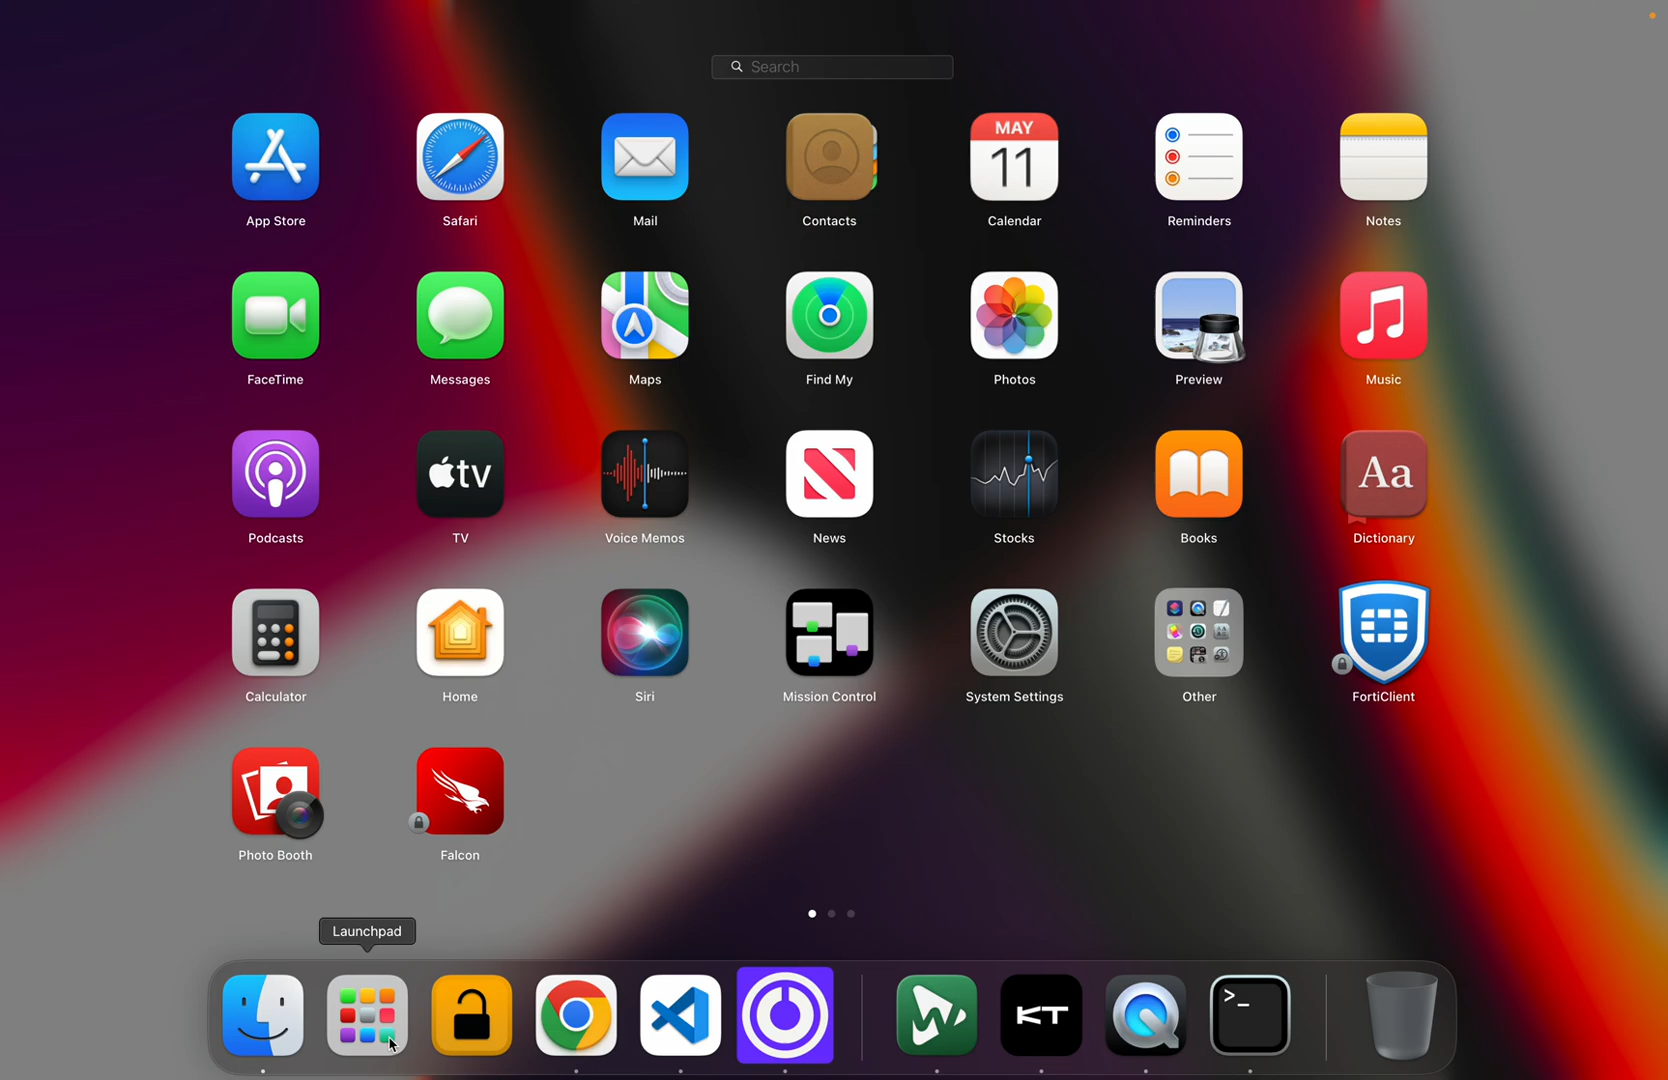 Search
MAY
11
App Store
Safari
Mail
Contacts
Calendar
Reminders
Notes
FaceTime
Messages
Maps
Find My
Photos
Preview
Music
tv
Aa
Podcasts
TV
Voice Memos
News
Stocks
Books
Dictionary
Calculator
Home
Siri
Mission Control
System Settings
Other
FortiClient
Photo Booth
Falcon
Launchpad
KT
>_